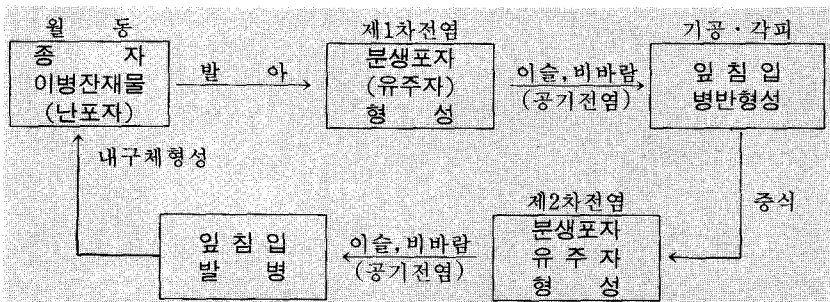 월 동
종 자
이병잔재물
(난포자)
발 아
제1차전염
분생포자
(유주자)
형 성
이슬,비바람
(공기전염)
기공·각피
잎 침 입
병반형성
증식
제2차전염
분생포자
유 주 자
형 성
이슬,비바람
(공기전염)
잎 침 입
발 병
내구체형성